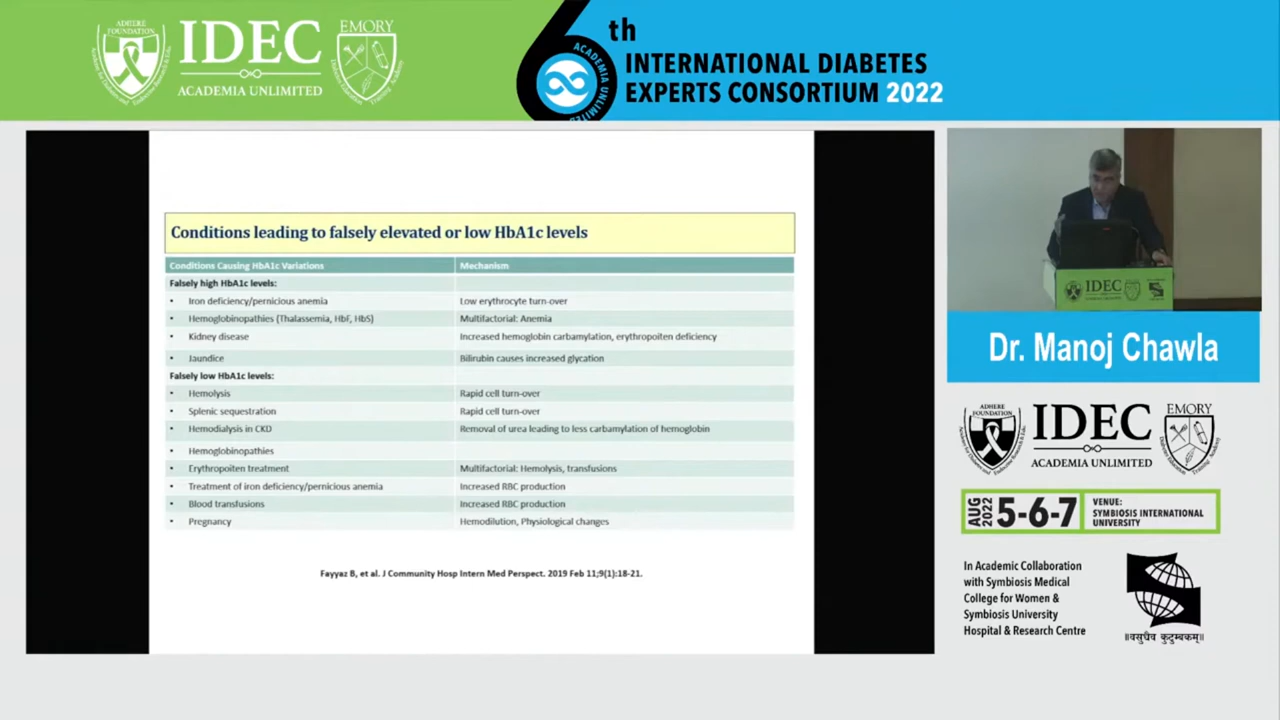 ADHERE
FOUNDATION
IDEC
ACADEMIA UNLIMITED
EMORY
6th
ACADEMIA UNLIMITED
INTERNATIONAL DIABETES
EXPERTS CONSORTIUM 2022
Conditions leading to falsely elevated or low HbA1c levels
Conditions Causing HbA1c Variations Mechanism
Falsely high HbA1c levels:
• Iron deficiency/pernicious anemia Low erythrocyte turn-over
• Hemoglobinopathies (Thalassemia, HbF, HbS) Multifactorial: Anemia
• Kidney disease Increased hemoglobin carbamylation, erythropoiten deficiency
• Jaundice Bilirubin causes increased glycation
Falsely low HbA1c levels:
• Hemolysis Rapid cell turn-over
• Splenic sequestration Rapid cell turn-over
• Hemodialysis in CKD Removal of urea leading to less carbamylation of hemoglobin
• Hemoglobinopathies
• Erythropoiten treatment Multifactorial: Hemolysis, transfusions
• Treatment of iron deficiency/pernicious anemia Increased RBC production
• Blood transfusions Increased RBC production
• Pregnancy Hemodilution, Physiological changes
Fayyaz B, et al. J Community Hosp Intern Med Perspect. 2019 Feb 11;9(1):18-21.
IDEC
Dr. Manoj Chawla
ADHERE
FOUNDATION
IDEC
ACADEMIA UNLIMITED
EMORY
AUG 2022
5-6-7
VENUE:
SYMBIOSIS INTERNATIONAL
UNIVERSITY
In Academic Collaboration
with Symbiosis Medical
College for Women &
Symbiosis University
Hospital & Research Centre
॥वसुधैव कुटुम्बकम्॥